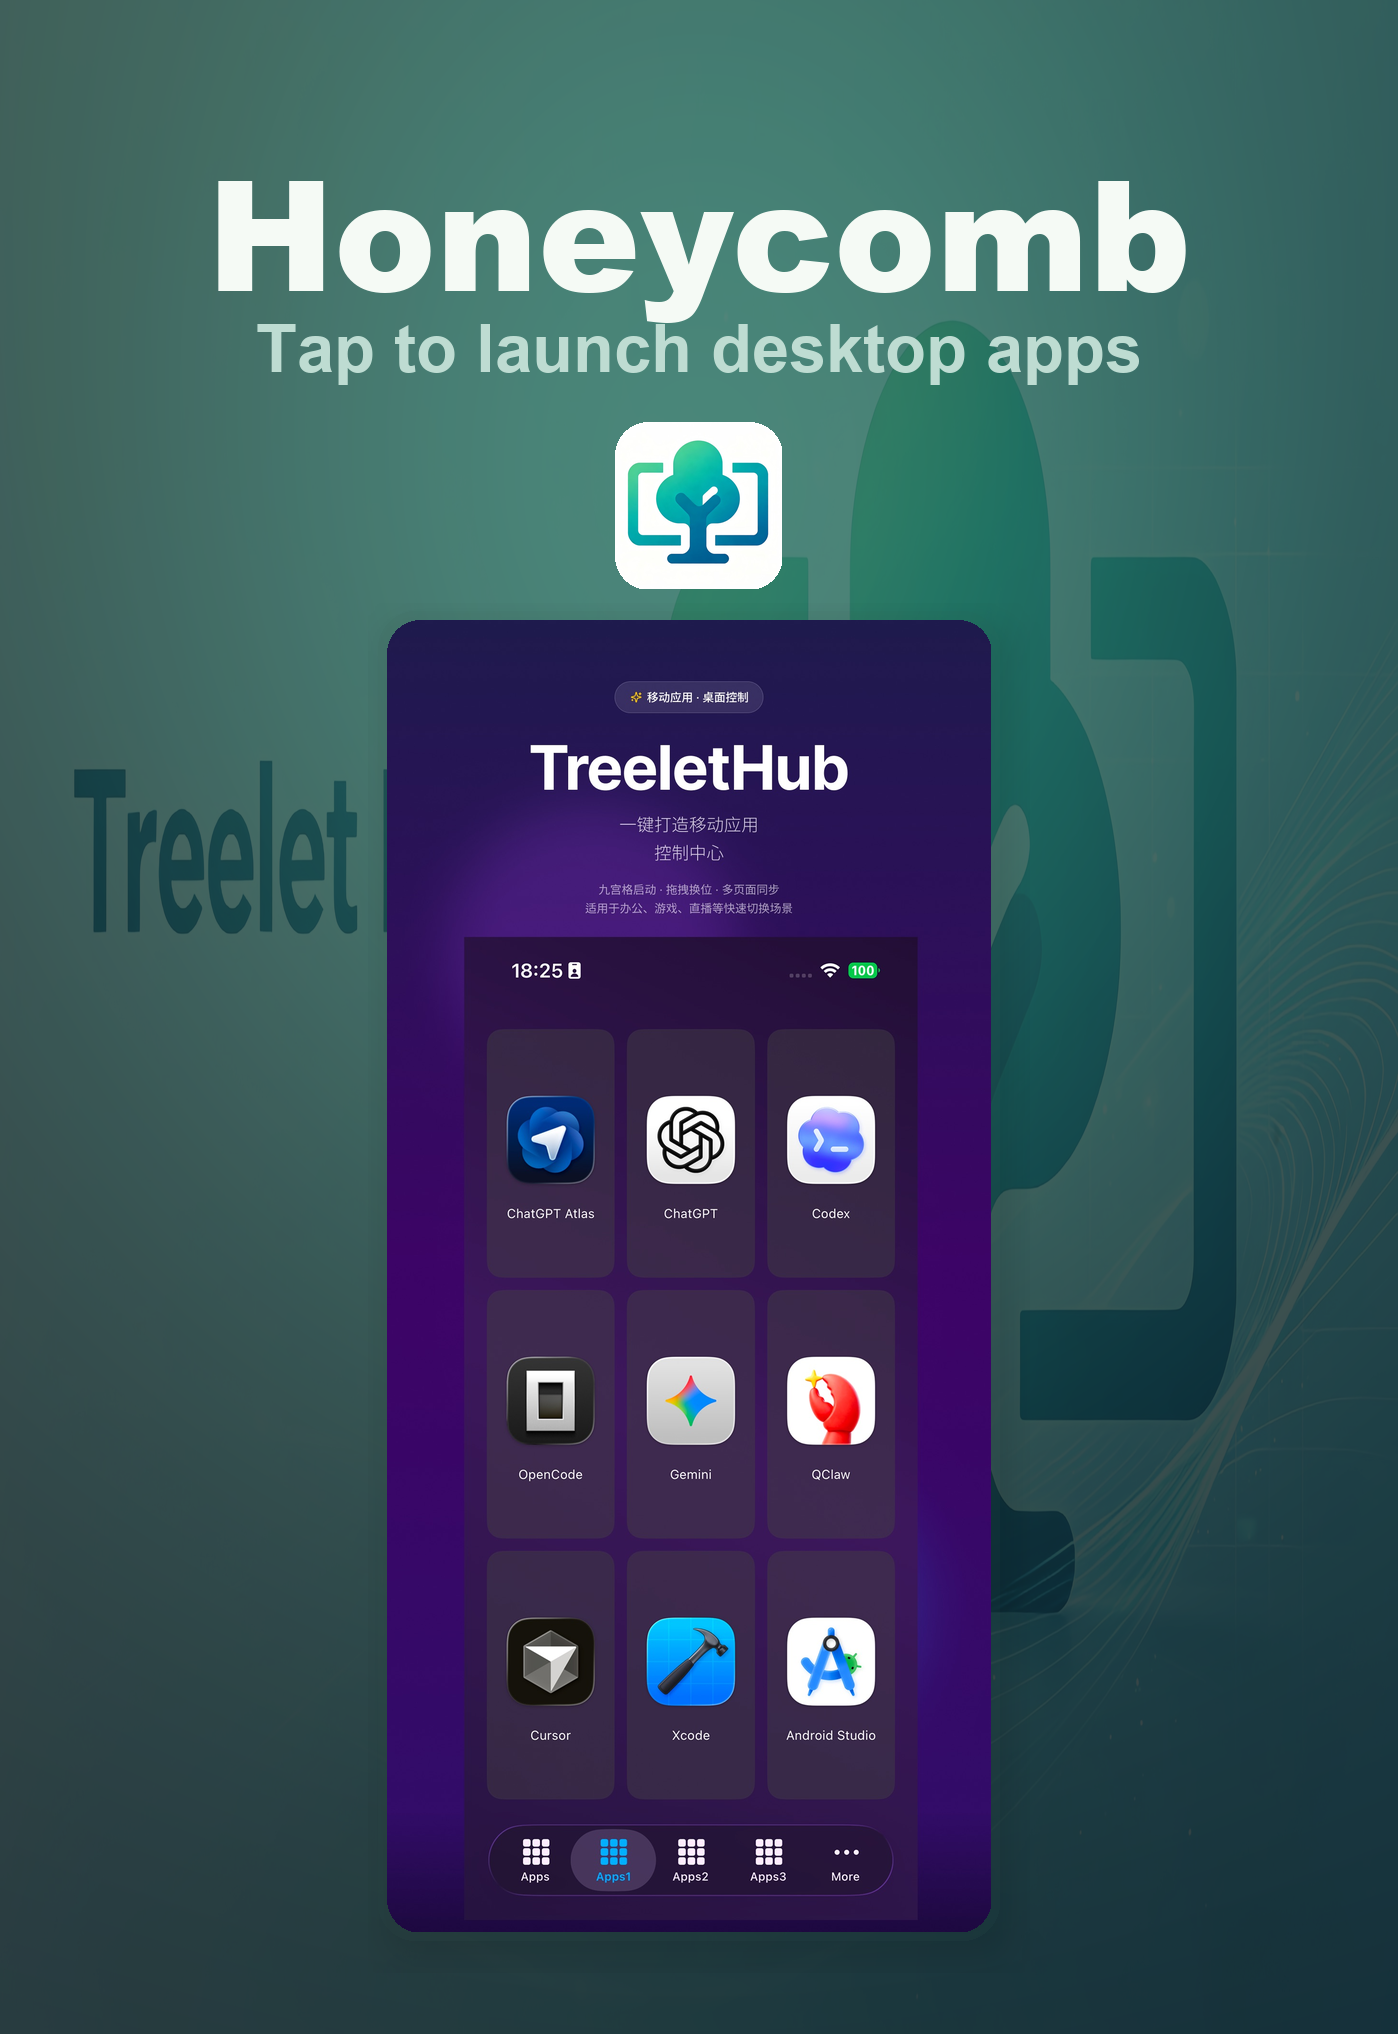 Honeycomb
Tap to launch desktop apps
移动应用 · 桌面控制
TreeletHub
一键打造移动应用
控制中心
九宫格启动 · 拖拽换位 · 多页面同步
适用于办公、游戏、直播等快速切换场景
Treelet
18:25
100
ChatGPT Atlas
ChatGPT
Codex
OpenCode
Gemini
QClaw
Cursor
Xcode
Android Studio
Apps
Apps1
Apps2
Apps3
More